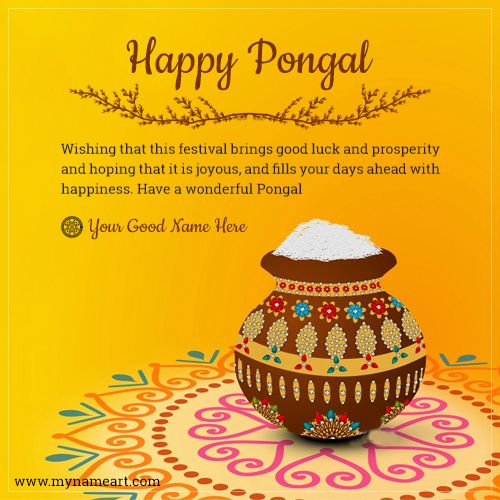 Happy Pongal
Wishing that this festival brings good luck and prosperity
and hoping that it is joyous, and fills your days ahead with
happiness. Have a wonderful Pongal
Your Good Name Here
www.mynameart.com